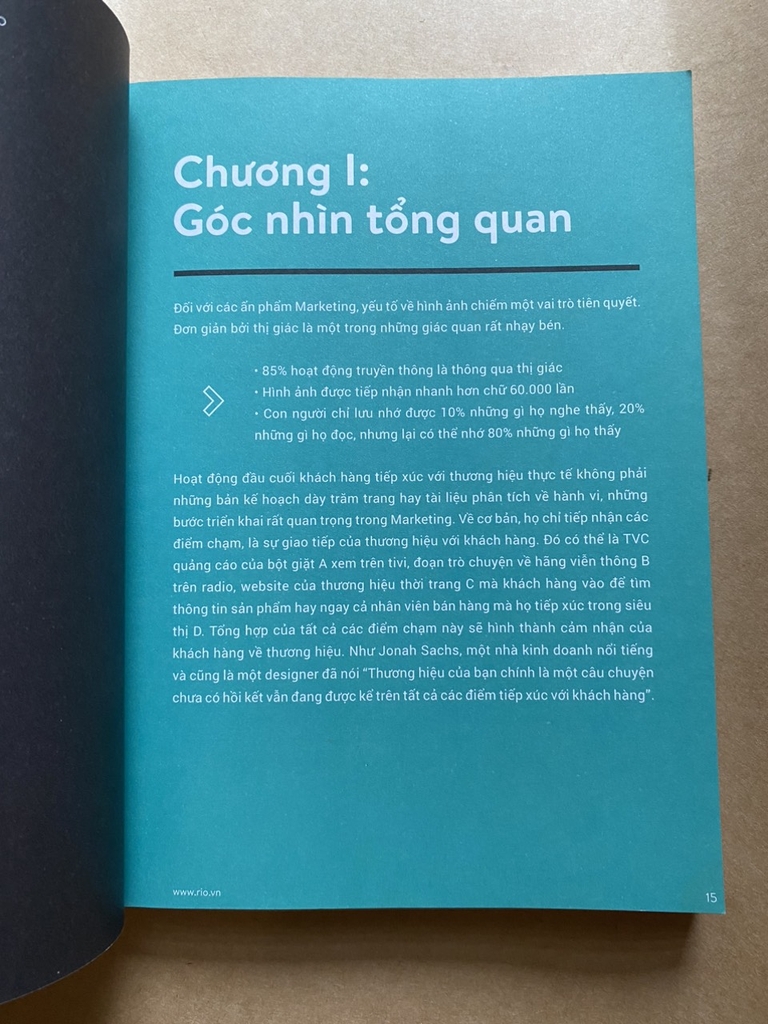 Chương I:
Góc nhìn tổng quan
Đối với các ấn phẩm Marketing, yếu tố về hình ảnh chiếm một vai trò tiên quyết.
Đơn giản bởi thị giác là một trong những giác quan rất nhạy bén.
• 85% hoạt động truyền thông là thông qua thị giác
• Hình ảnh được tiếp nhận nhanh hơn chữ 60.000 lần
• Con người chỉ lưu nhớ được 10% những gì họ nghe thấy, 20%
những gì họ đọc, nhưng lại có thể nhớ 80% những gì họ thấy
Hoạt động đầu cuối khách hàng tiếp xúc với thương hiệu thực tế không phải
những bản kế hoạch dày trăm trang hay tài liệu phân tích về hành vi, những
bước triển khai rất quan trọng trong Marketing. Về cơ bản, họ chỉ tiếp nhận các
điểm chạm, là sự giao tiếp của thương hiệu với khách hàng. Đó có thể là TVC
quảng cáo của bột giặt A xem trên tivi, đoạn trò chuyện về hãng viễn thông B
trên radio, website của thương hiệu thời trang C mà khách hàng vào để tìm
thông tin sản phẩm hay ngay cả nhân viên bán hàng mà họ tiếp xúc trong siêu
thị D. Tổng hợp của tất cả các điểm chạm này sẽ hình thành cảm nhận của
khách hàng về thương hiệu. Như Jonah Sachs, một nhà kinh doanh nổi tiếng
và cũng là một designer đã nói “Thương hiệu của bạn chính là một câu chuyện
chưa có hồi kết vẫn đang được kể trên tất cả các điểm tiếp xúc với khách hàng”.
www.rio.vn
15